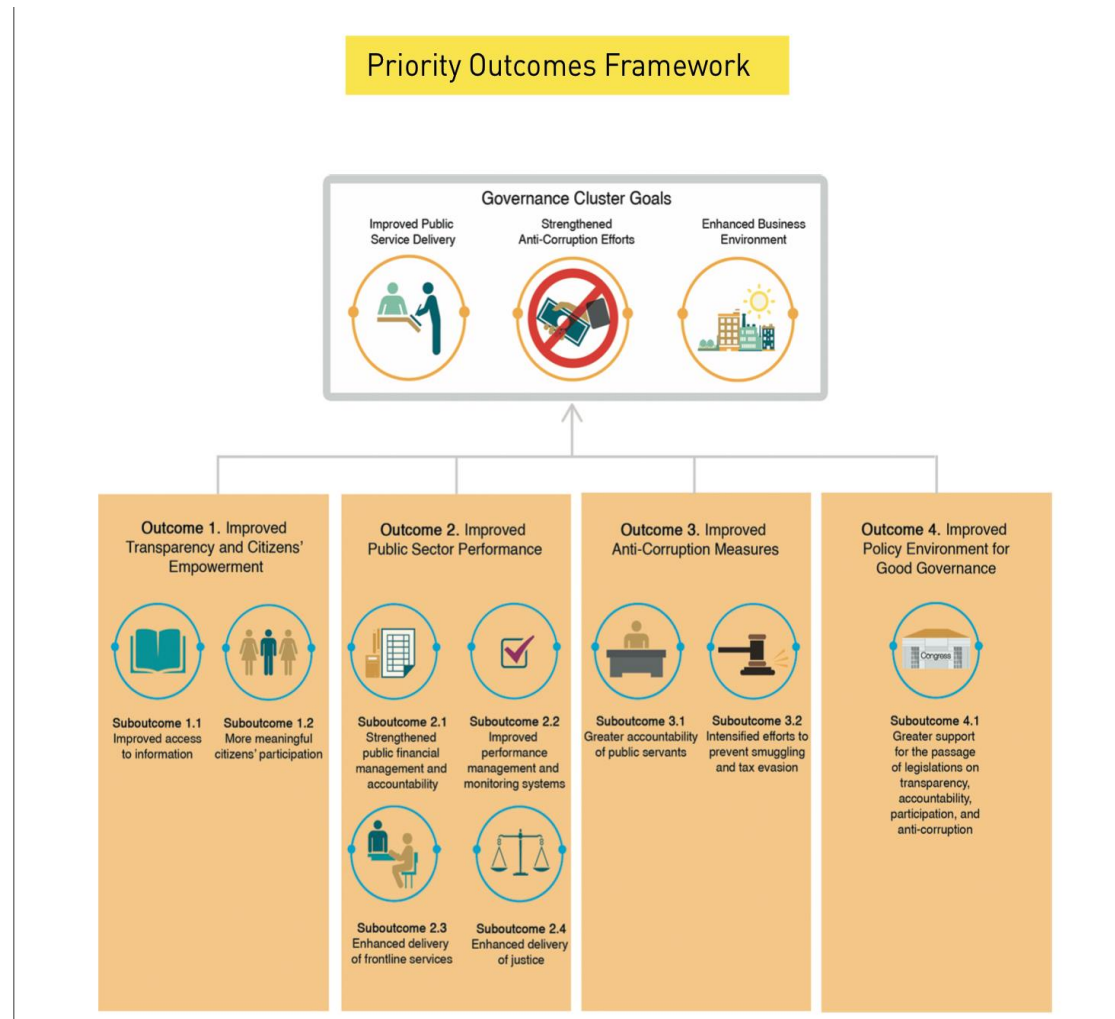 Priority Outcomes Framework
Governance Cluster Goals
Improved Public
Service Delivery
Strengthened
Anti-Corruption Efforts
Enhanced Business
Environment
Outcome 1. Improved
Transparency and Citizens'
Empowerment
Suboutcome 1.1
Improved access
to information
Suboutcome 1.2
More meaningful
citizens' participation
Outcome 2. Improved
Public Sector Performance
Suboutcome 2.1
Strengthened
public financial
management and
accountability
Suboutcome 2.2
Improved
performance
management and
monitoring systems
Suboutcome 2.3
Enhanced delivery
of frontline services
Suboutcome 2.4
Enhanced delivery
of justice
Outcome 3. Improved
Anti-Corruption Measures
Suboutcome 3.1
Greater accountability
of public servants
Suboutcome 3.2
Intensified efforts to
prevent smuggling
and tax evasion
Outcome 4. Improved
Policy Environment for
Good Governance
Congress
Suboutcome 4.1
Greater support
for the passage
of legislations on
transparency,
accountability,
participation, and
anti-corruption